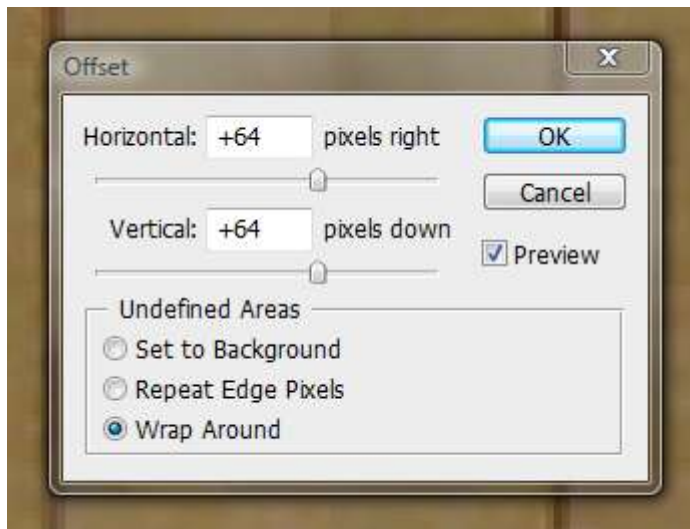 Offset
Horizontal: +64 pixels right
OK
Cancel
Vertical: +64 pixels down
Preview
Undefined Areas
Set to Background
Repeat Edge Pixels
Wrap Around